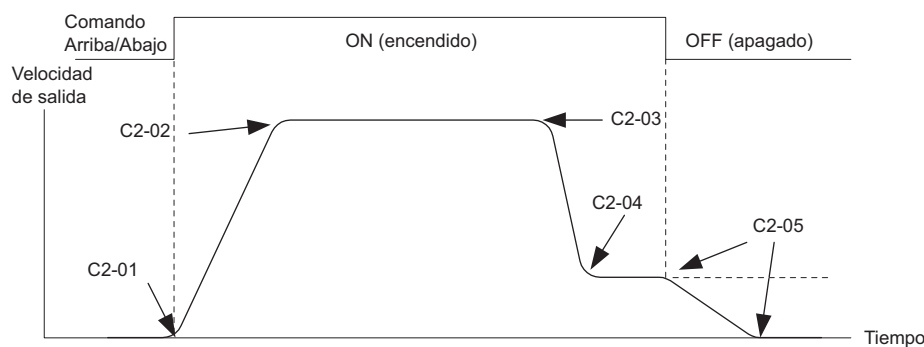 Comando
Arriba/Abajo
ON (encendido)
OFF (apagado)
Velocidad
de salida
C2-02
C2-03
C2-04
C2-05
C2-01
Tiempo